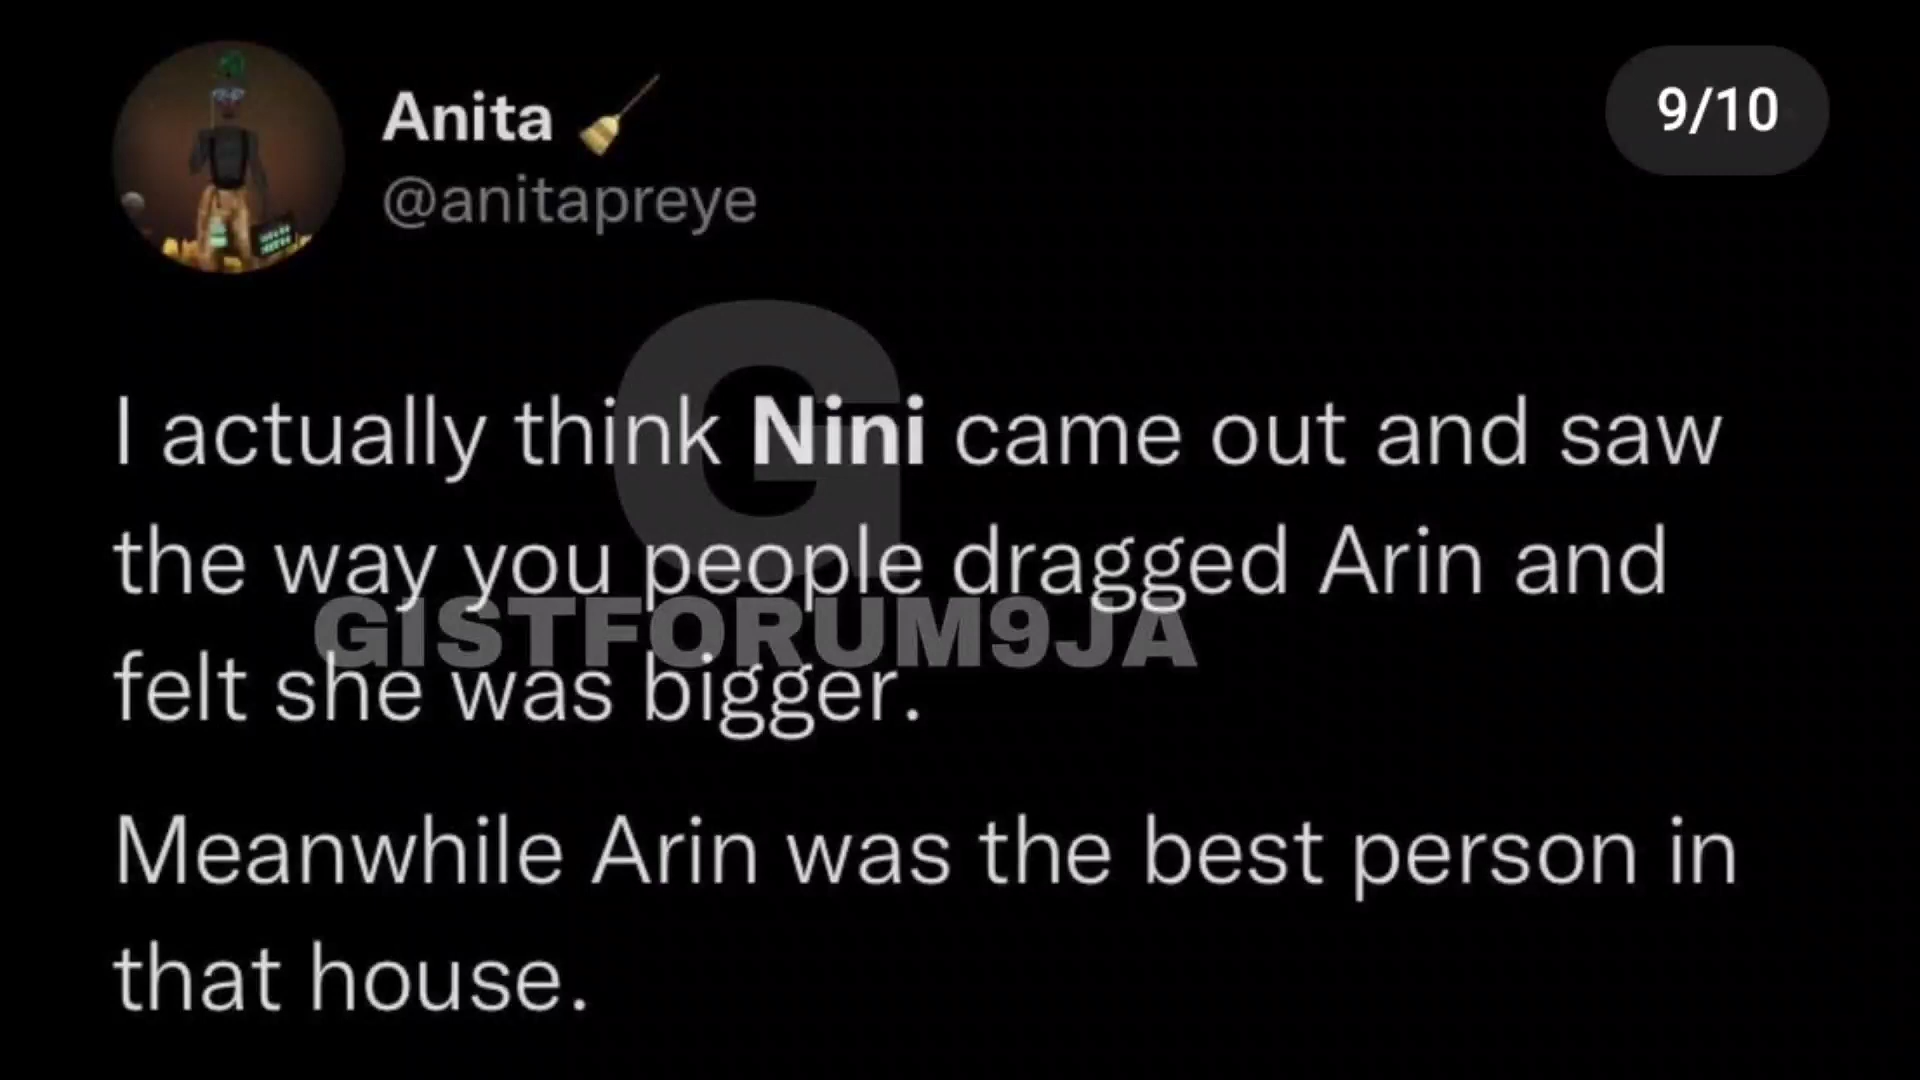 Anita 🧹
@anitapreye
9/10
I actually think Nini came out and saw
the way you people dragged Arin and
felt she was bigger.
Meanwhile Arin was the best person in
that house.
G
GISTFORUM9JA